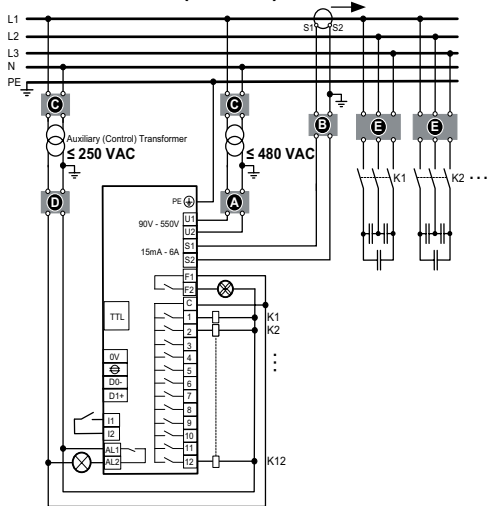 S1 S2
L1
L2
L3
N
PE
C C
B E E
Auxiliary (Control) Transformer
≤ 250 VAC ≤ 480 VAC
K1 K2 ...
D A
PE
90V - 550V U1
U2
15mA - 6A S1
S2
F1
F2
C
TTL 1 K1
2 K2
3
0V 4
5
D0- 6
D1+ 7
8
I1 9
I2 10
AL1 11
AL2 12 K12